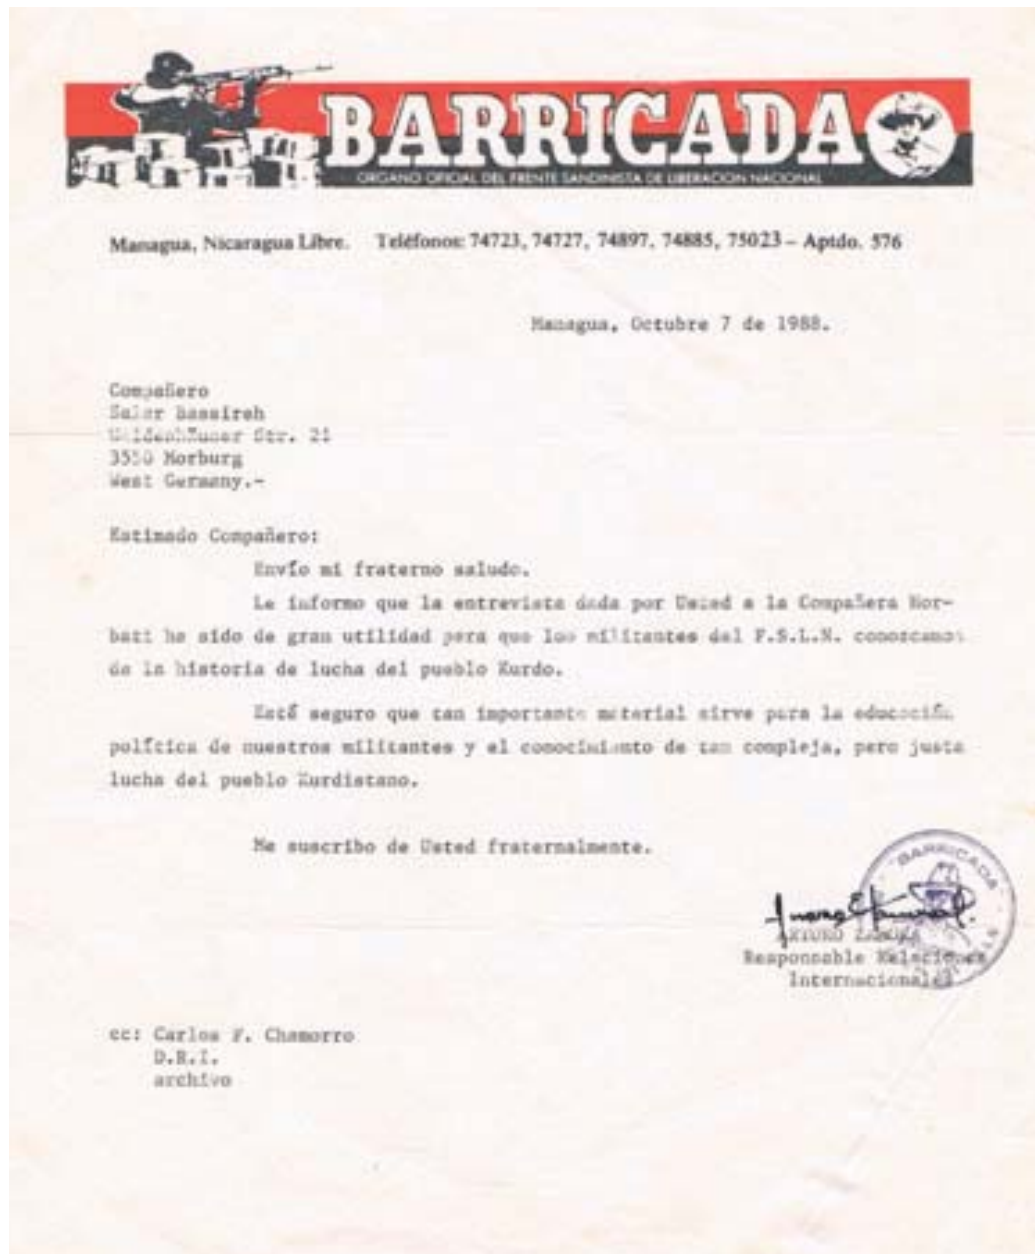 BARRICADA
ORGANO OFICIAL DEL FRENTE SANDINISTA DE LIBERACION NACIONAL
Managua, Nicaragua Libre. Teléfonos: 74723, 74727, 74897, 74885, 75023 – Aptdo. 576
Managua, Octubre 7 de 1988.
Compañero
Bassireh
Str. 21
3550 Morburg
West Germany.-
Estimado Compañero:
Envío mi fraterno saludo.
Le informo que la entrevista dada por Usted a la Compañera Nor-
bati ha sido de gran utilidad para que los militantes del F.S.L.N. conozcamos
de la historia de lucha del pueblo Kurdo.
Esté seguro que tan importante material sirve para la educación
política de nuestros militantes y el conocimiento de tan compleja, pero justa
lucha del pueblo Kurdistano.
Me suscribo de Usted fraternalmente.
BARRICADA
ARTURO ZAMORA
Responsable Relaciones
Internacionales
cc: Carlos F. Chamorro
D.R.I.
archivo